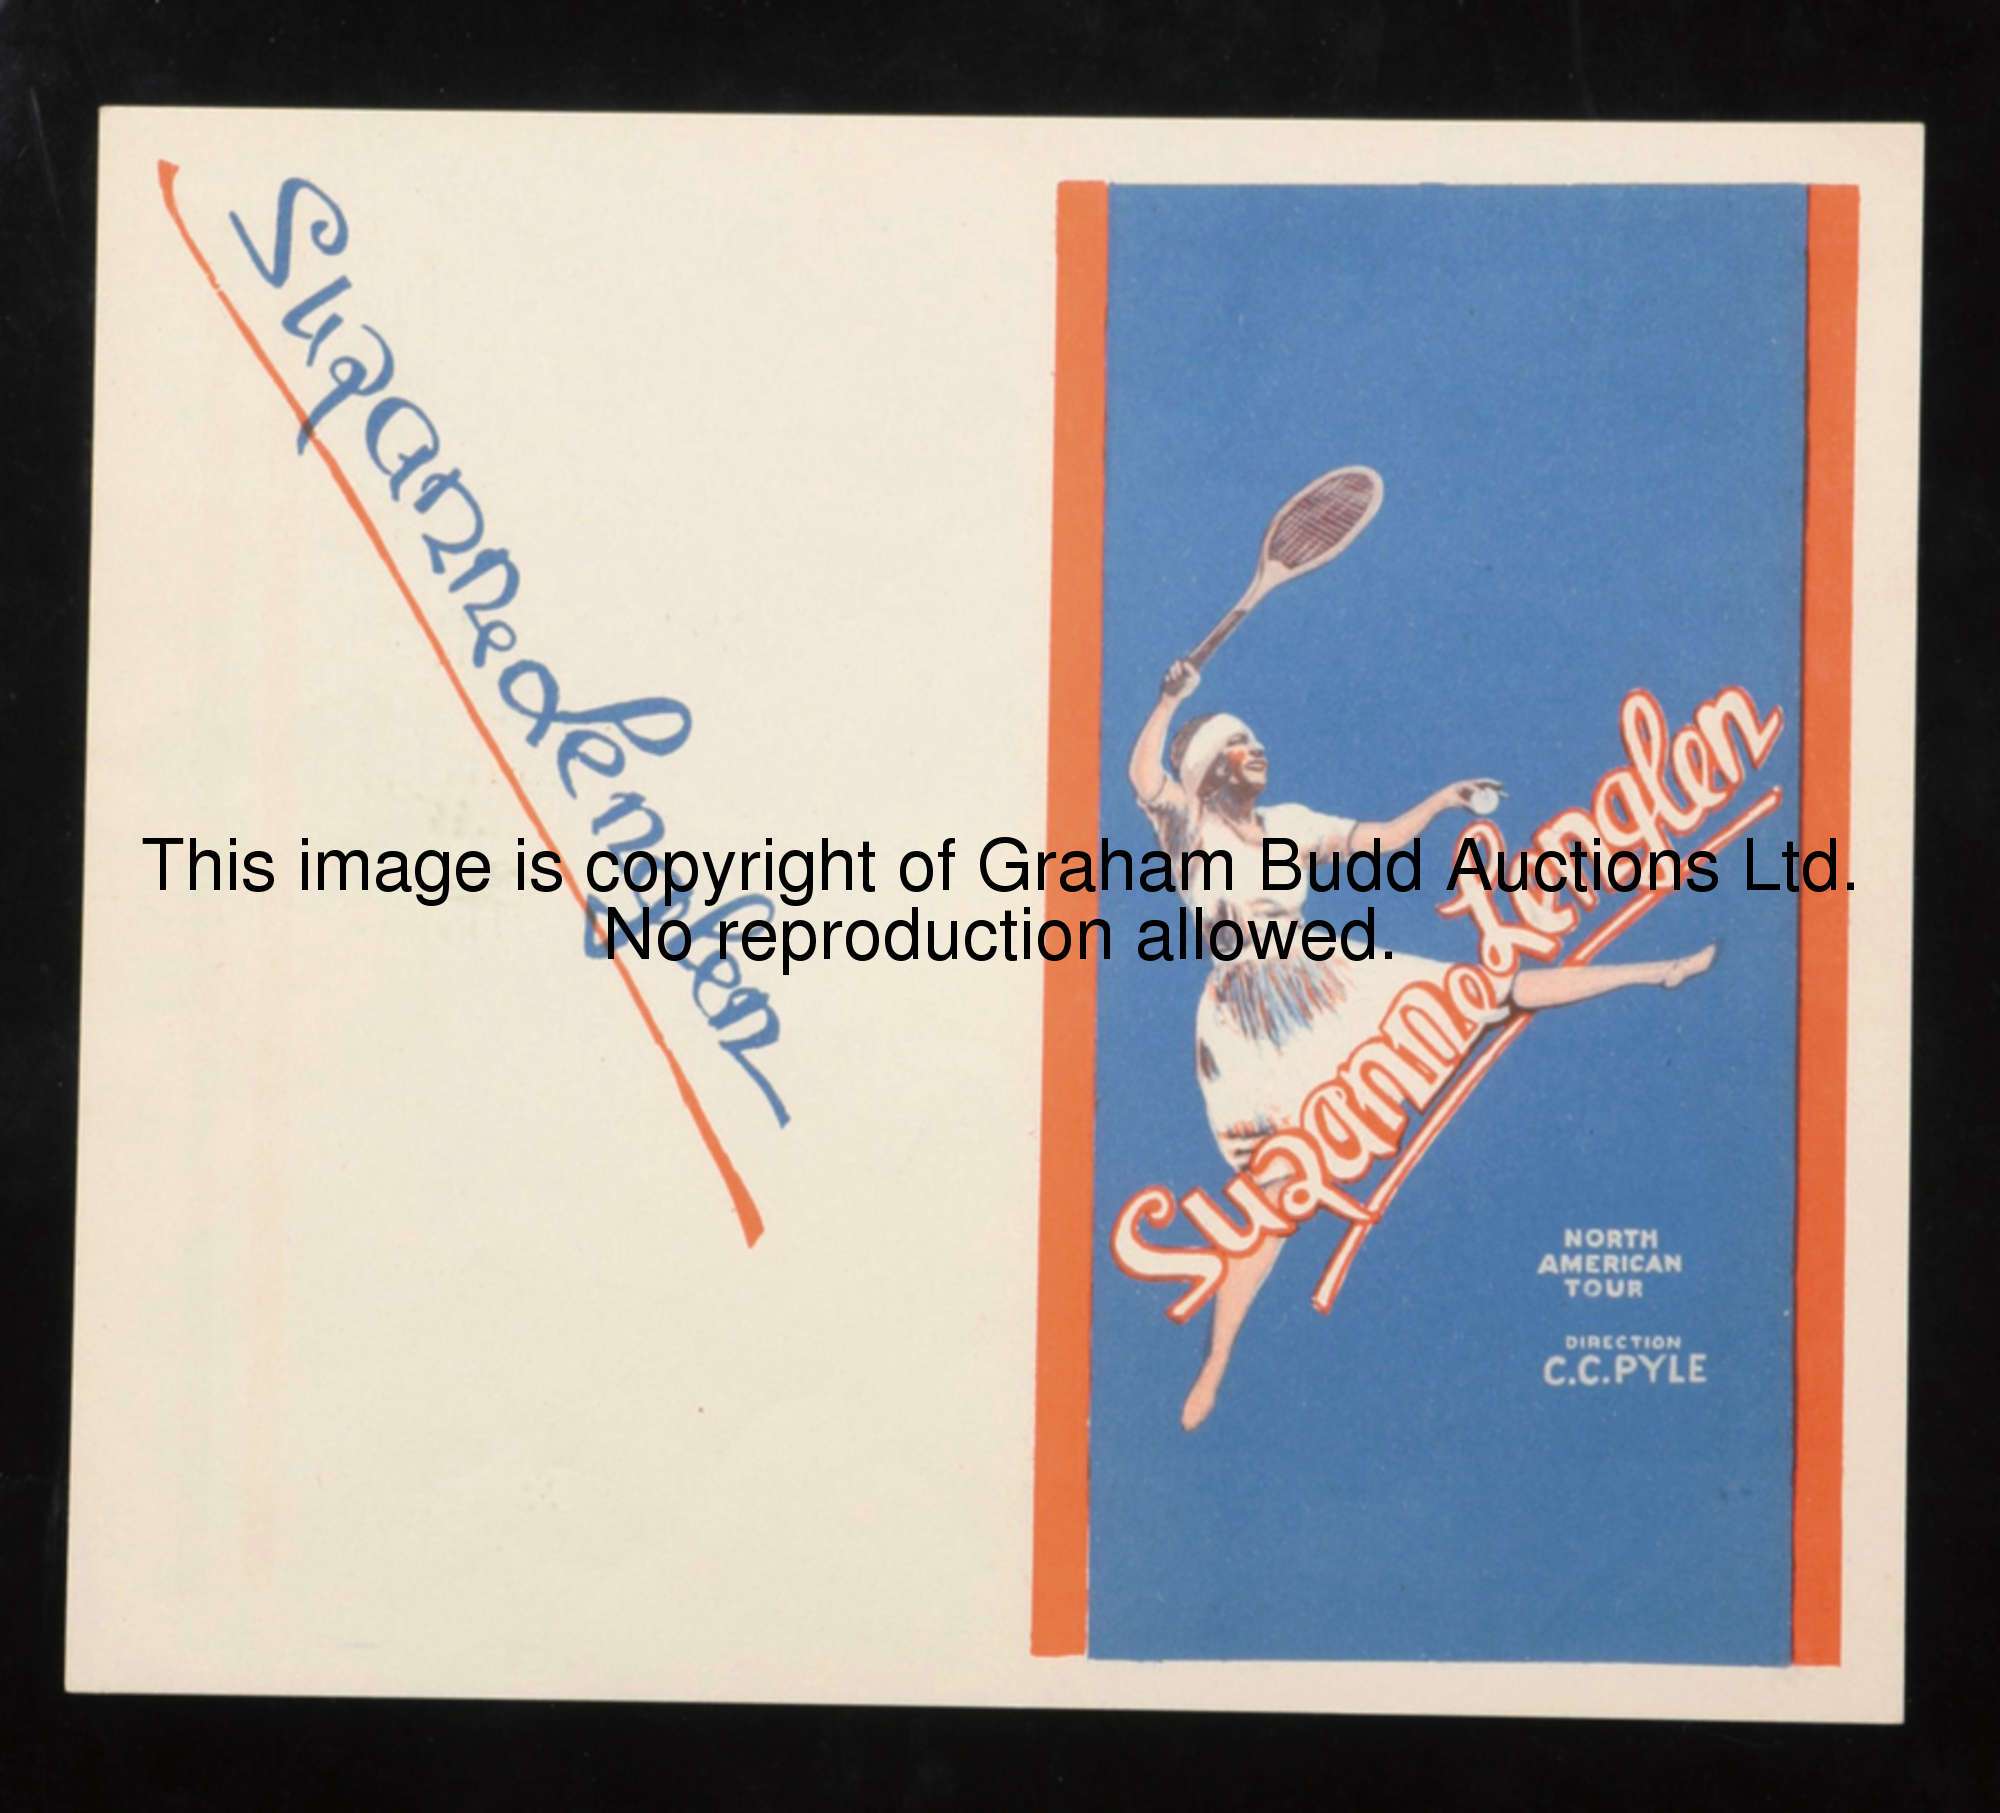 Suzanne Lenglen
Suzanne Lenglen
NORTH
AMERICAN
TOUR
DIRECTION
C.C.PYLE
This image is copyright of Graham Budd Auctions Ltd.
No reproduction allowed.